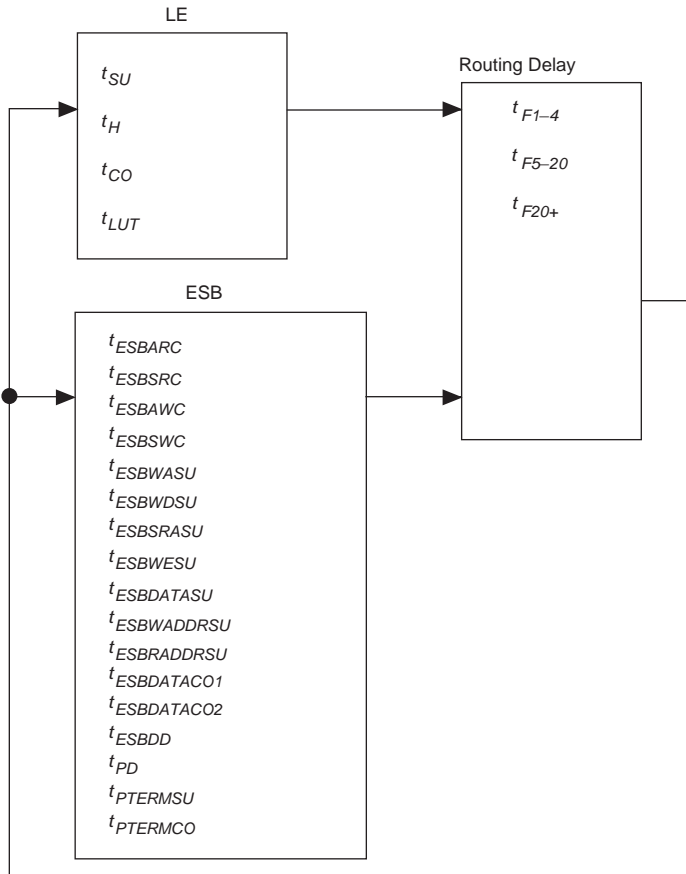 LE
tSU
tH
tCO
tLUT
Routing Delay
tF1–4
tF5–20
tF20+
ESB
tESBARC
tESBSRC
tESBAWC
tESBSWC
tESBWASU
tESBWDSU
tESBSRASU
tESBWESU
tESBDATASU
tESBWADDRSU
tESBRADDRSU
tESBDATACO1
tESBDATACO2
tESBDD
tPD
tPTERMSU
tPTERMCO